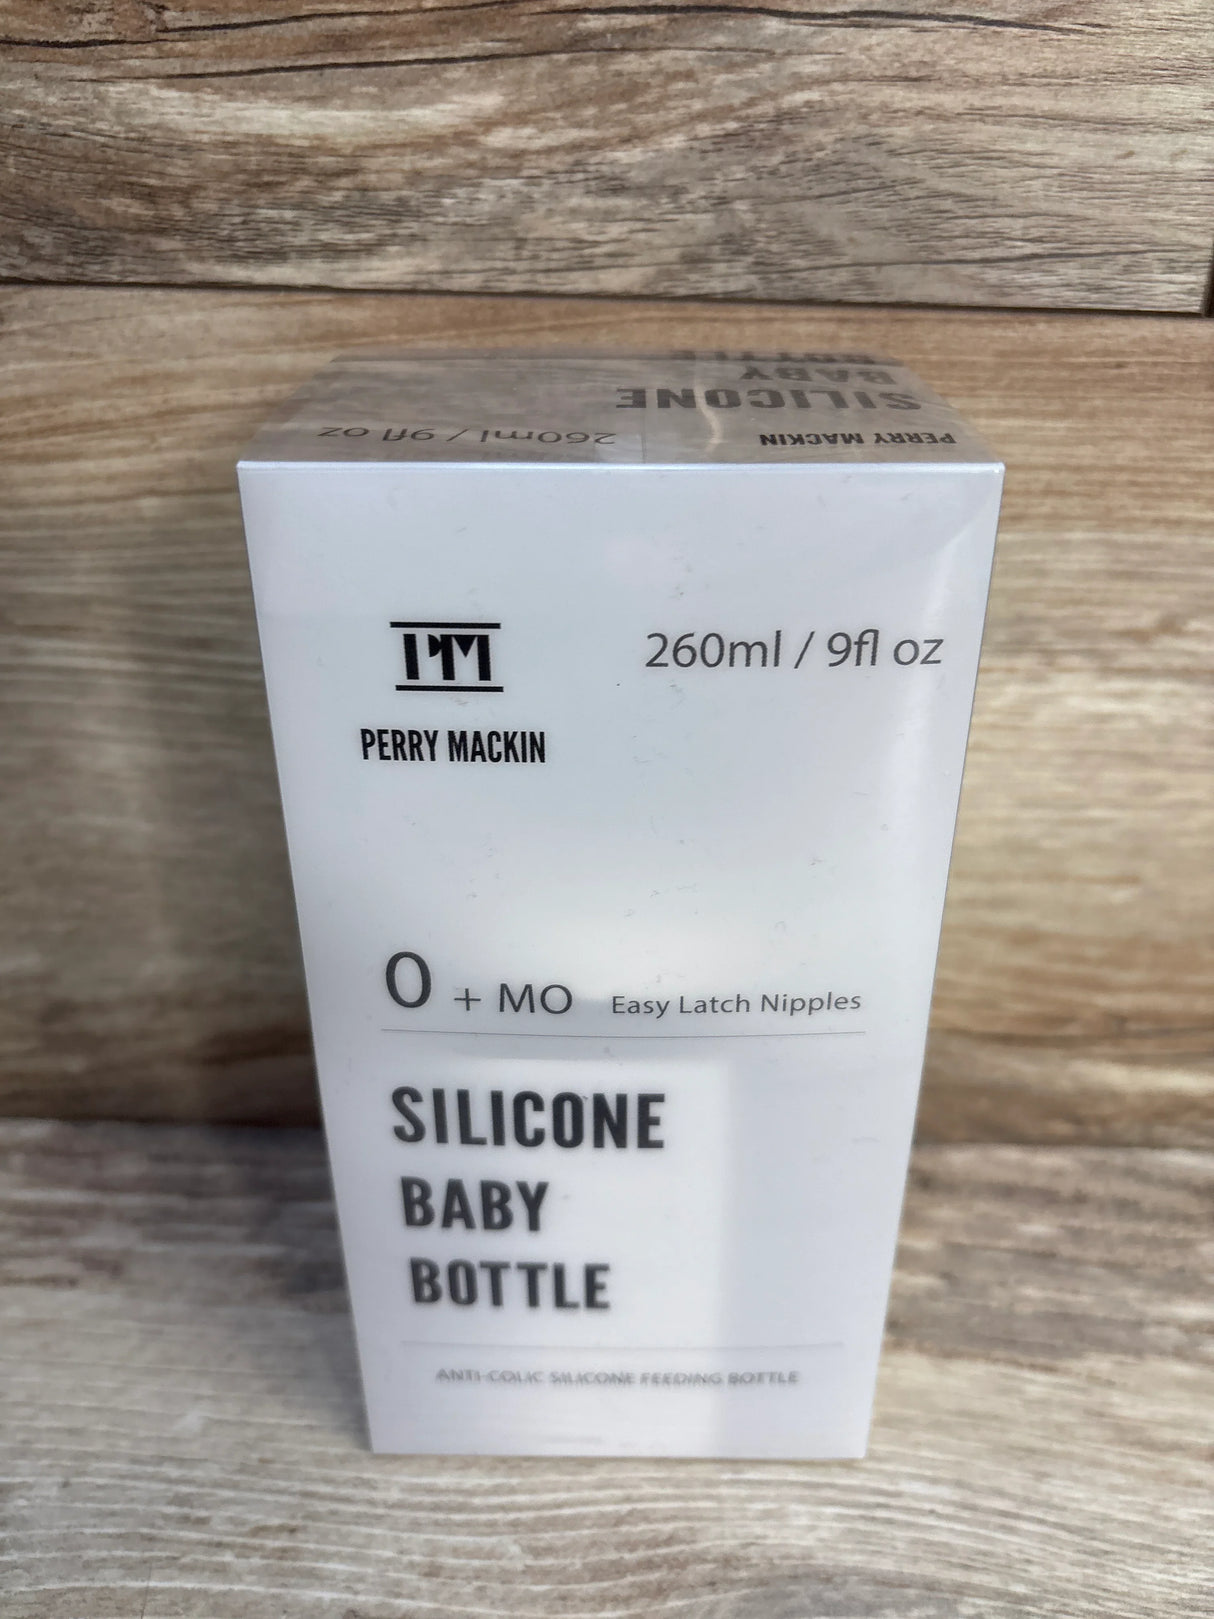 BOTTLE
BABY
SILICONE
260ml / 9fl oz
PERRY MACKIN
PM
260ml / 9fl oz
PERRY MACKIN
0 + MO Easy Latch Nipples
SILICONE
BABY
BOTTLE
ANTI-COLIC SILICONE FEEDING BOTTLE